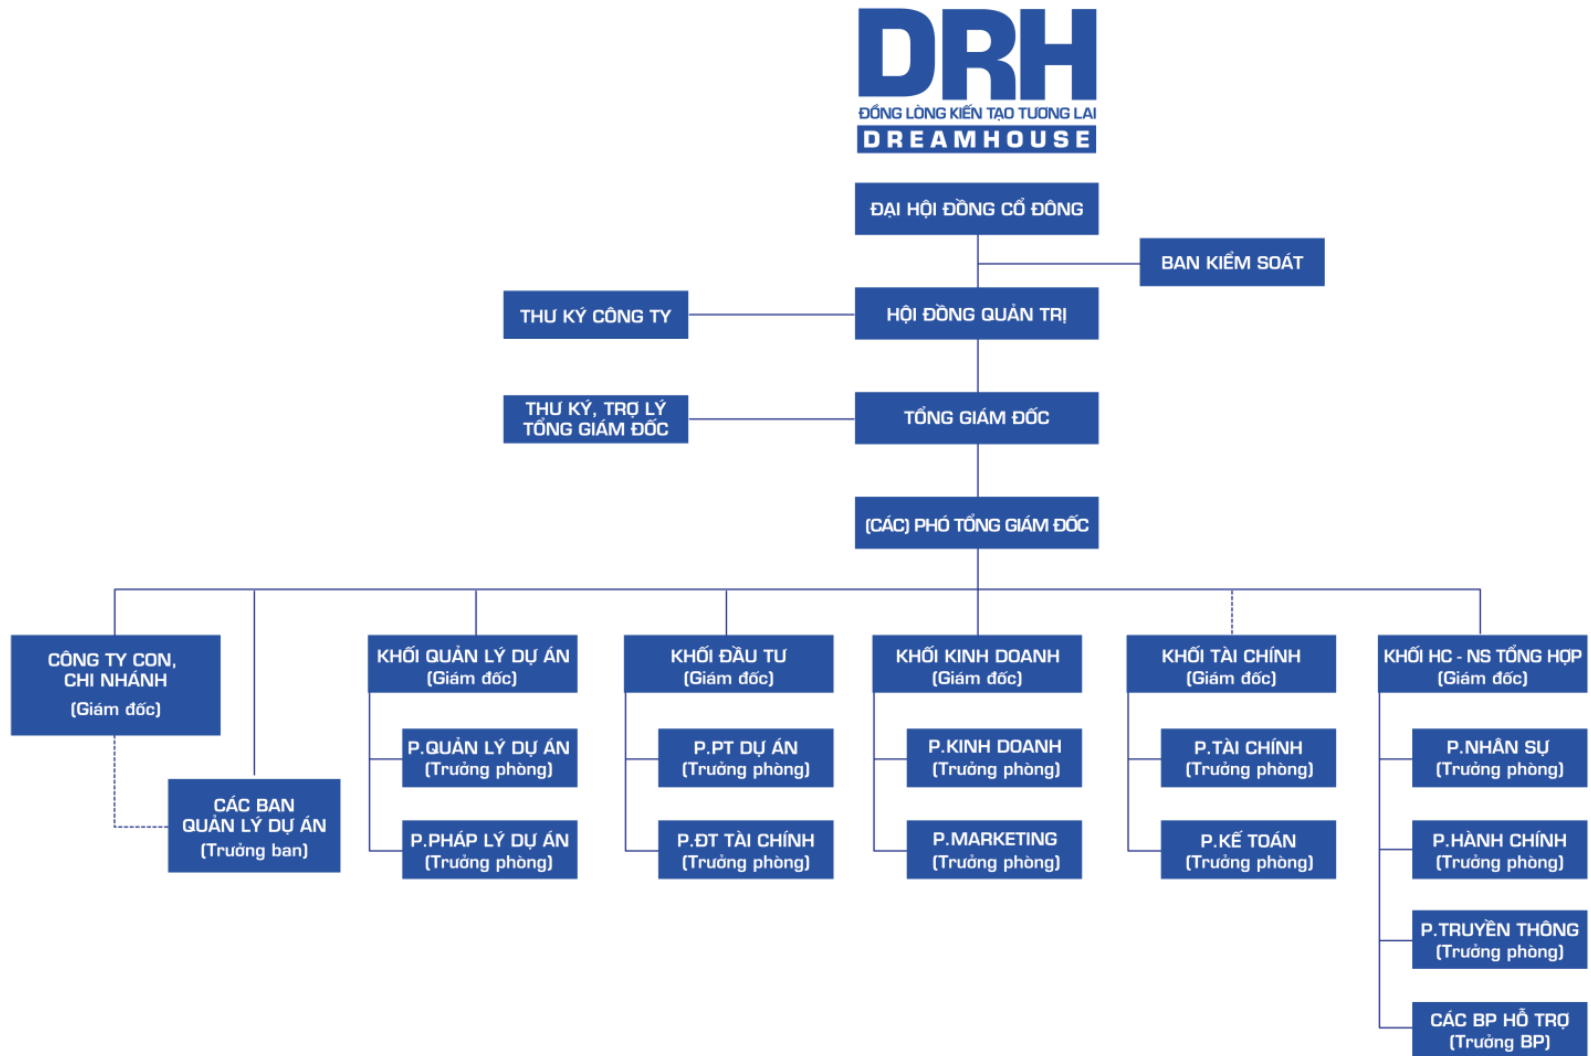 DRH
ĐỒNG LÒNG KIẾN TẠO TƯƠNG LAI
DREAMHOUSE
ĐẠI HỘI ĐỒNG CỔ ĐÔNG
BAN KIỂM SOÁT
THƯ KÝ CÔNG TY
HỘI ĐỒNG QUẢN TRỊ
THƯ KÝ, TRỢ LÝ
TỔNG GIÁM ĐỐC
TỔNG GIÁM ĐỐC
(CÁC) PHÓ TỔNG GIÁM ĐỐC
CÔNG TY CON,
CHI NHÁNH
(Giám đốc)
CÁC BAN
QUẢN LÝ DỰ ÁN
(Trưởng ban)
KHỐI QUẢN LÝ DỰ ÁN
(Giám đốc)
P.QUẢN LÝ DỰ ÁN
(Trưởng phòng)
P.PHÁP LÝ DỰ ÁN
(Trưởng phòng)
KHỐI ĐẦU TƯ
(Giám đốc)
P.PT DỰ ÁN
(Trưởng phòng)
P.ĐT TÀI CHÍNH
(Trưởng phòng)
KHỐI KINH DOANH
(Giám đốc)
P.KINH DOANH
(Trưởng phòng)
P.MARKETING
(Trưởng phòng)
KHỐI TÀI CHÍNH
(Giám đốc)
P.TÀI CHÍNH
(Trưởng phòng)
P.KẾ TOÁN
(Trưởng phòng)
KHỐI HC - NS TỔNG HỢP
(Giám đốc)
P.NHÂN SỰ
(Trưởng phòng)
P.HÀNH CHÍNH
(Trưởng phòng)
P.TRUYỀN THÔNG
(Trưởng phòng)
CÁC BP HỖ TRỢ
(Trưởng BP)